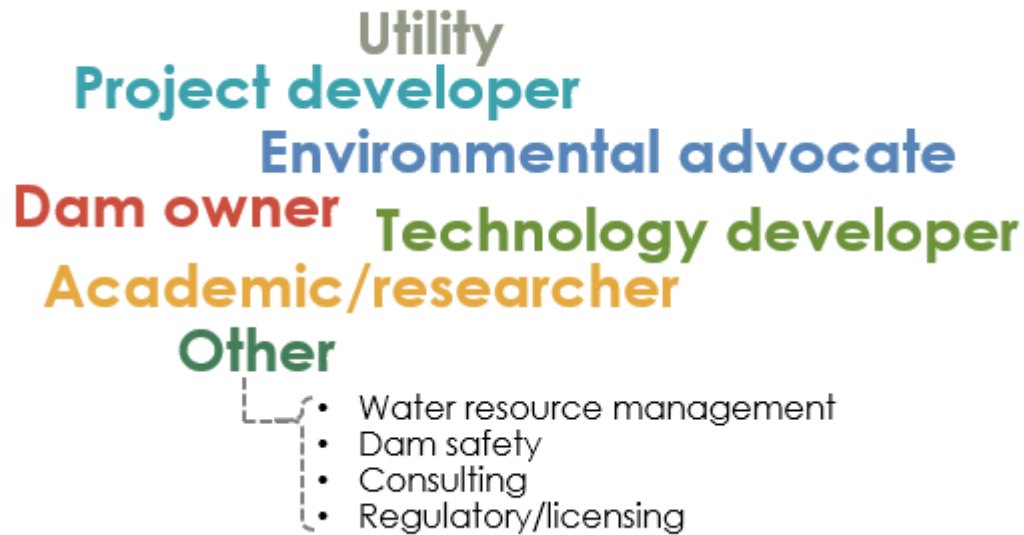 Utility
Project developer
Environmental advocate
Dam owner
Technology developer
Academic/researcher
Other
• Water resource management
• Dam safety
• Consulting
• Regulatory/licensing